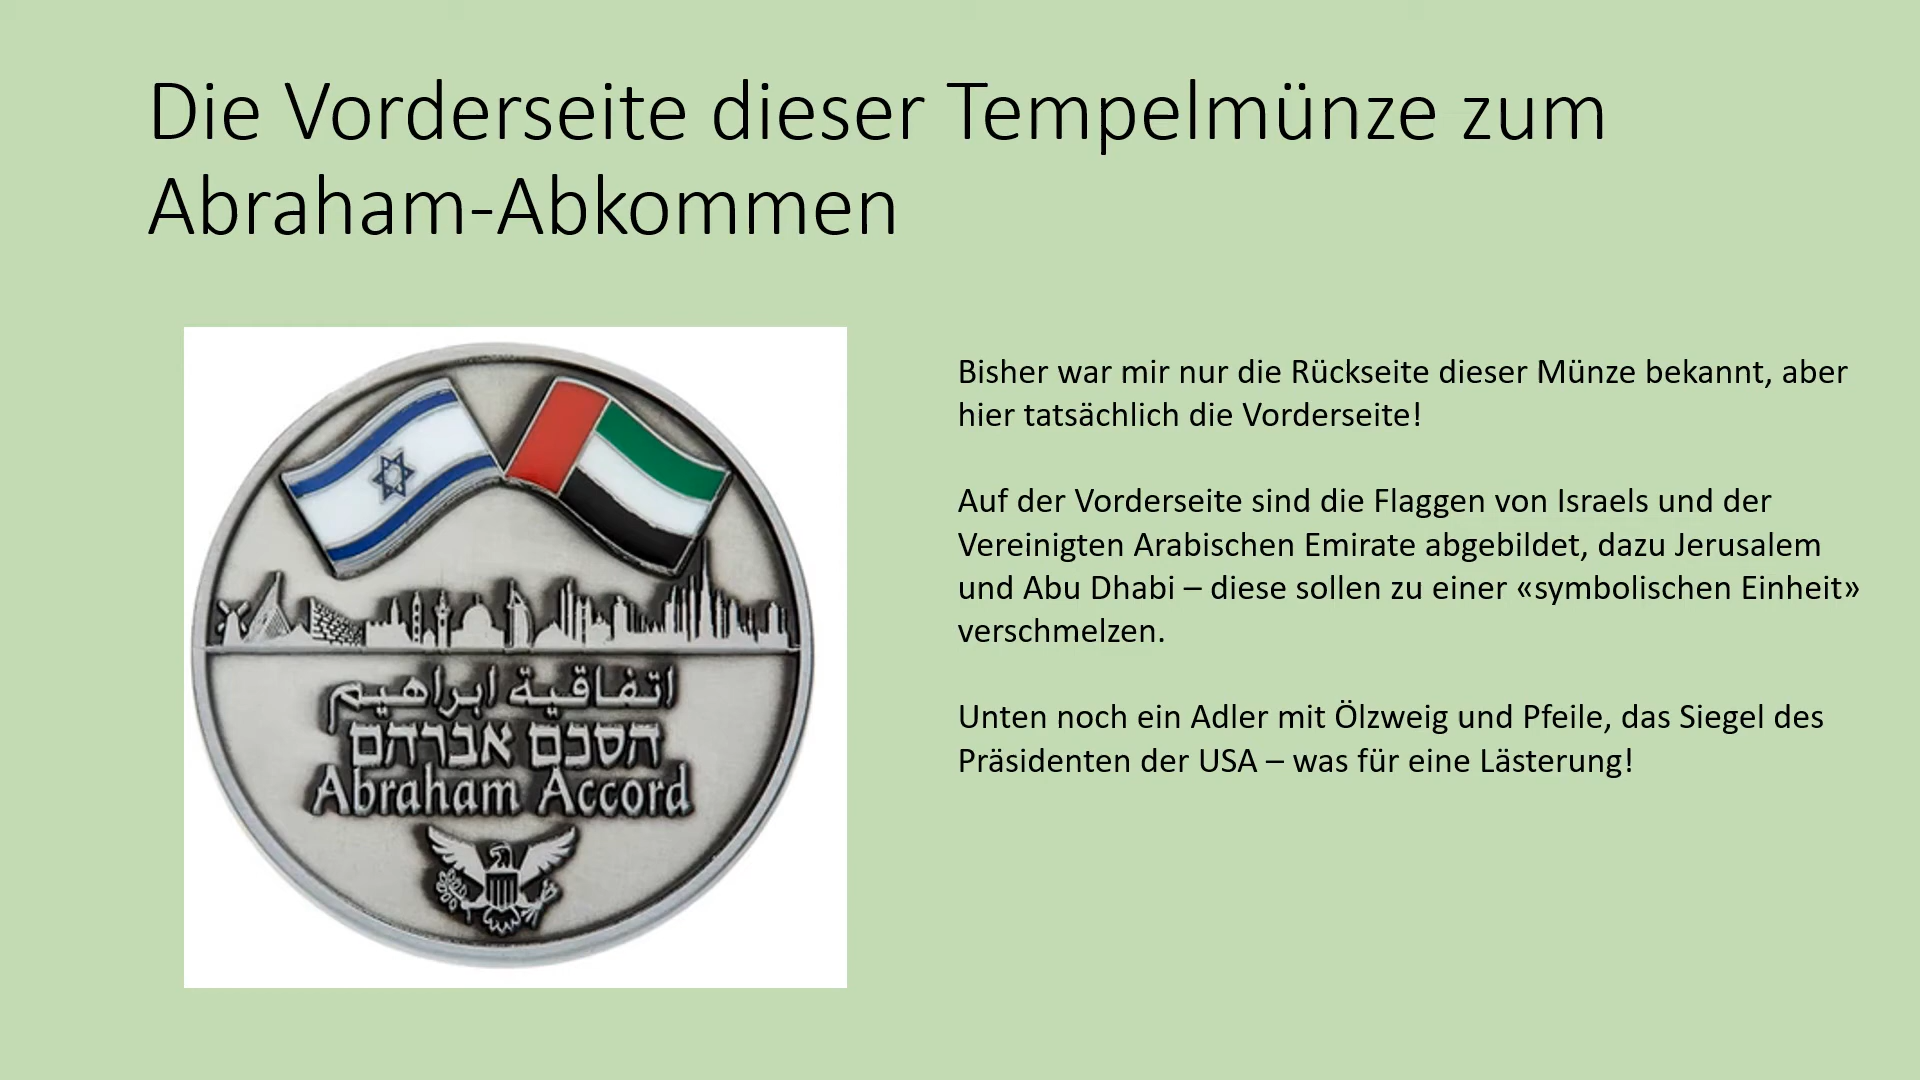 Die Vorderseite dieser Tempelmünze zum
Abraham-Abkommen
اتفاقية ابراهيم
הסכם אברהם
Abraham Accord
Bisher war mir nur die Rückseite dieser Münze bekannt, aber
hier tatsächlich die Vorderseite!
Auf der Vorderseite sind die Flaggen von Israels und der
Vereinigten Arabischen Emirate abgebildet, dazu Jerusalem
und Abu Dhabi – diese sollen zu einer «symbolischen Einheit»
verschmelzen.
Unten noch ein Adler mit Ölzweig und Pfeile, das Siegel des
Präsidenten der USA – was für eine Lästerung!